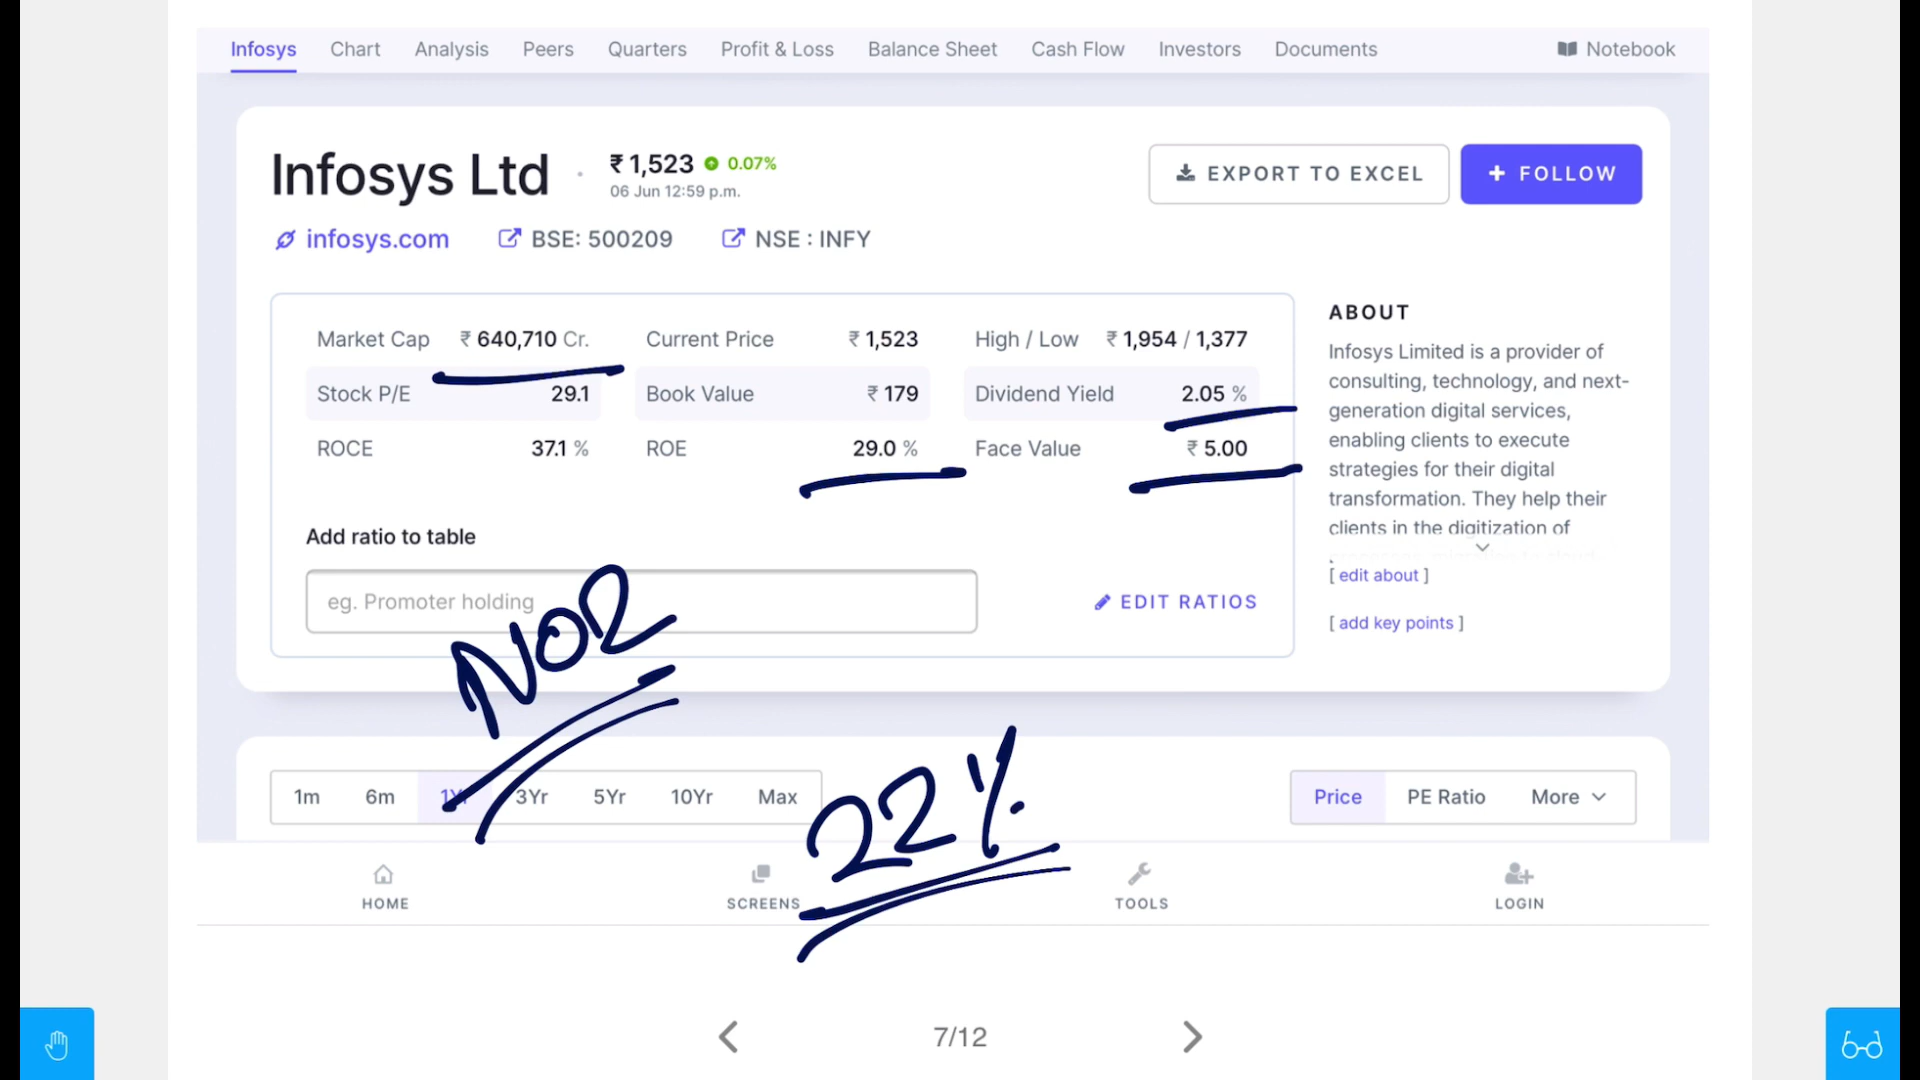 Infosys Chart Analysis Peers Quarters Profit & Loss Balance Sheet Cash Flow Investors Documents Notebook
Infosys Ltd
₹ 1,523 0.07%
06 Jun 12:59 p.m.
EXPORT TO EXCEL
+ FOLLOW
infosys.com BSE: 500209 NSE : INFY
Market Cap ₹ 640,710 Cr. Current Price ₹ 1,523 High / Low ₹ 1,954 / 1,377
Stock P/E 29.1 Book Value ₹ 179 Dividend Yield 2.05 %
ROCE 37.1 % ROE 29.0 % Face Value ₹ 5.00
Add ratio to table
eg. Promoter holding
EDIT RATIOS
ABOUT
Infosys Limited is a provider of
consulting, technology, and next-
generation digital services,
enabling clients to execute
strategies for their digital
transformation. They help their
clients in the digitization of
[ edit about ]
[ add key points ]
22%
1m 6m 1Yr 3Yr 5Yr 10Yr Max
Price PE Ratio More
HOME SCREENS TOOLS LOGIN
7/12